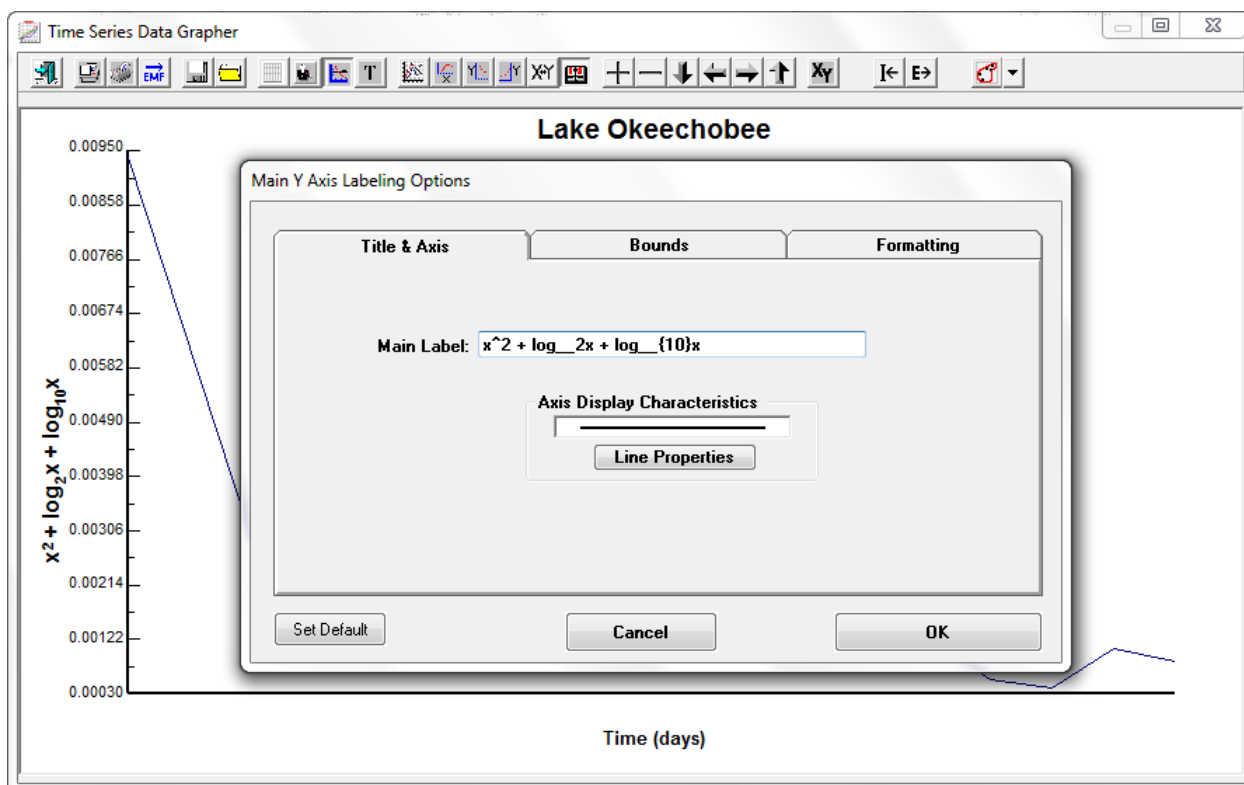 Time Series Data Grapher
EMF T X↔Y XY I← E→
Lake Okeechobee
0.00950
0.00858
0.00766
0.00674
0.00582
0.00490
0.00398
0.00306
0.00214
0.00122
0.00030
x² + log₂x + log₁₀x
Main Y Axis Labeling Options
Title & Axis Bounds Formatting
Main Label: x^2 + log__2x + log__{10}x
Axis Display Characteristics
Line Properties
Set Default Cancel OK
Time (days)